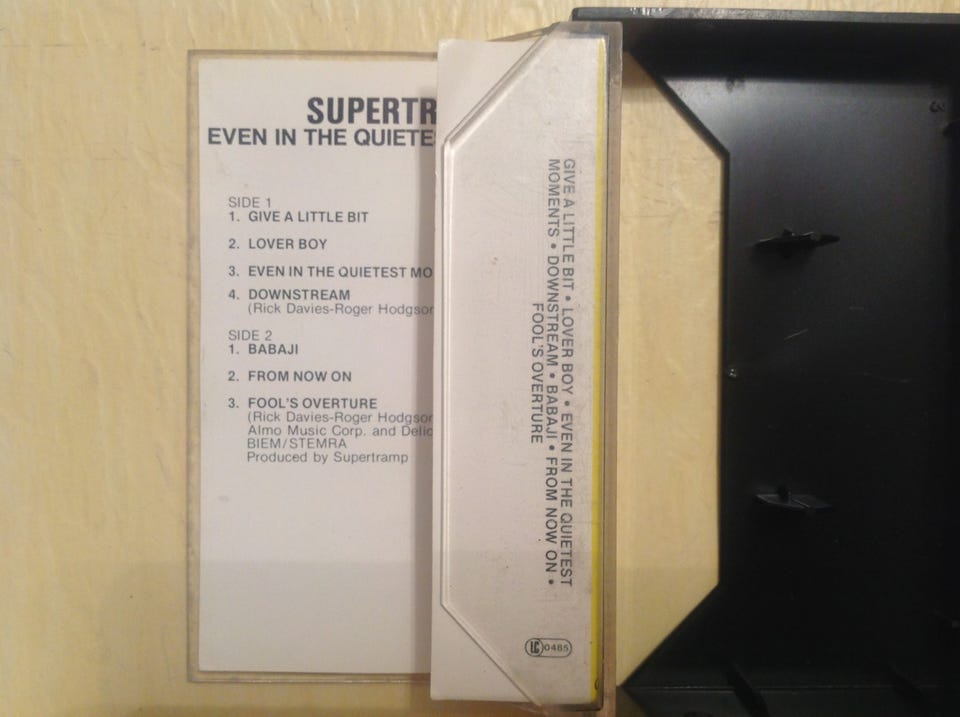 SUPERTR
EVEN IN THE QUIETE
SIDE 1
1. GIVE A LITTLE BIT
2. LOVER BOY
3. EVEN IN THE QUIETEST MO
4. DOWNSTREAM
(Rick Davies-Roger Hodgson
SIDE 2
1. BABAJI
2. FROM NOW ON
3. FOOL'S OVERTURE
(Rick Davies-Roger Hodgson
Almo Music Corp. and Delic
BIEM/STEMRA
Produced by Supertramp
GIVE A LITTLE BIT • LOVER BOY • EVEN IN THE QUIETEST
MOMENTS • DOWNSTREAM • BABAJI • FROM NOW ON •
FOOL'S OVERTURE
LC 0485
3